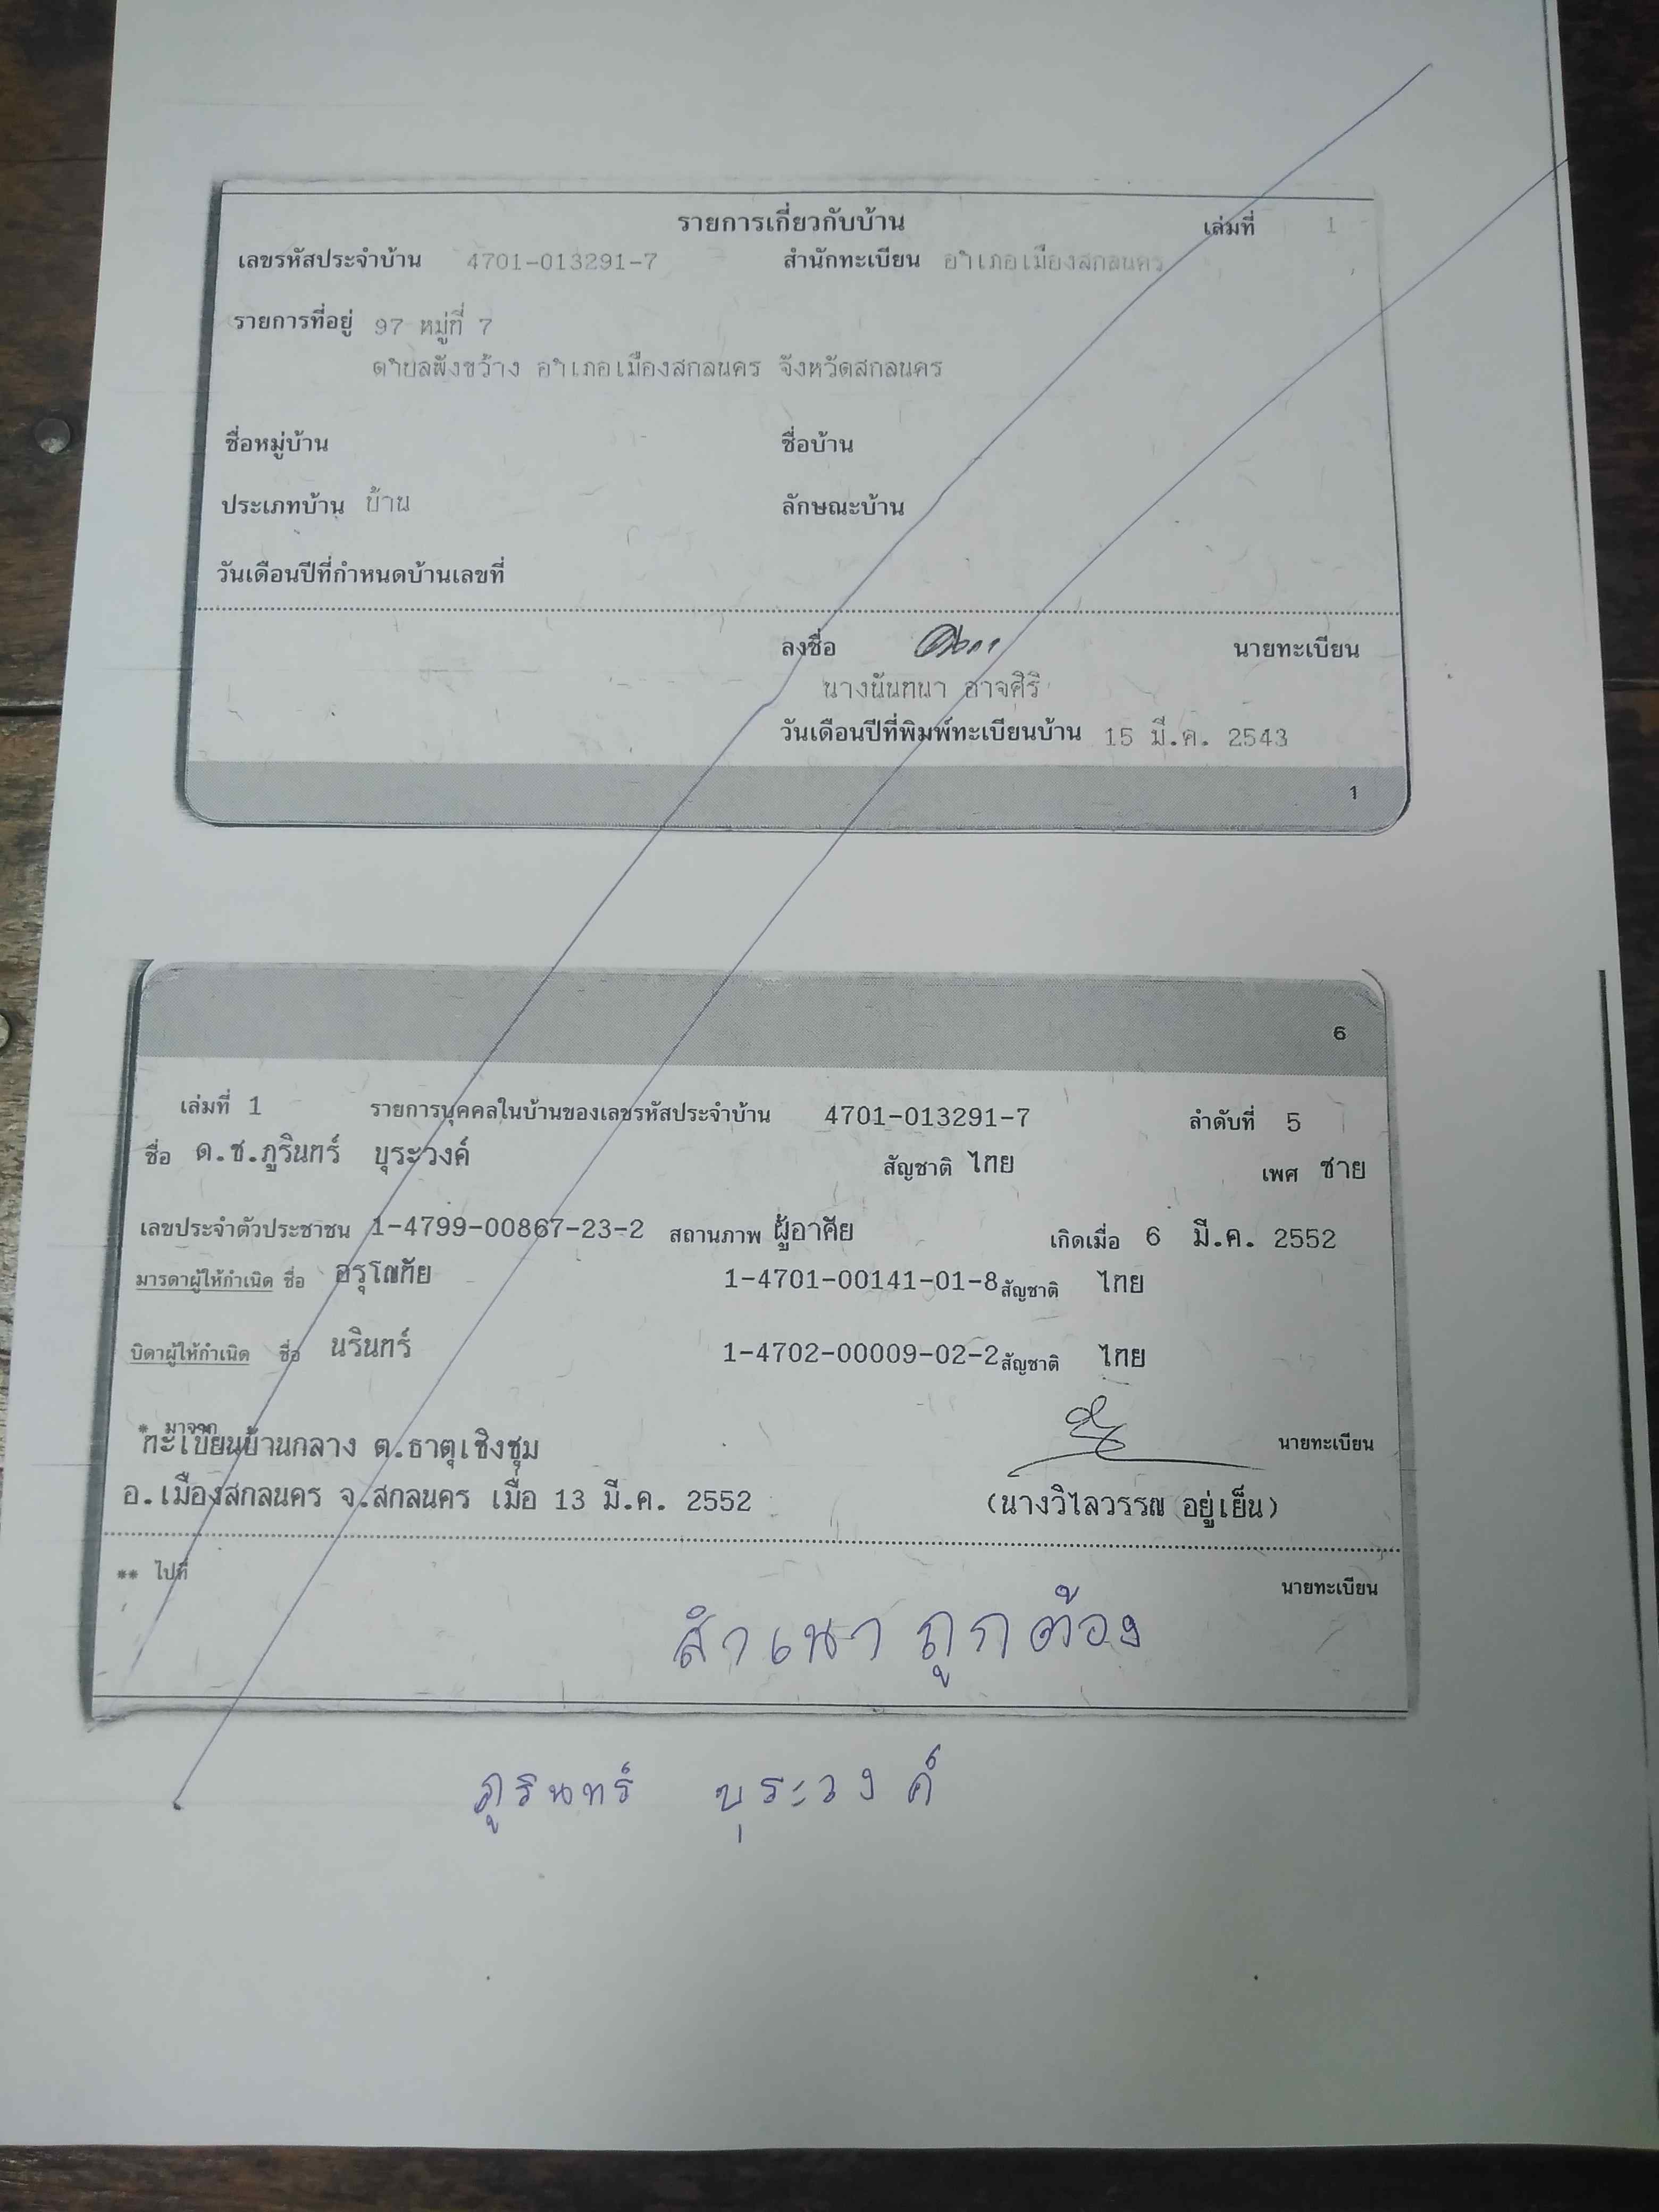 รายการเกี่ยวกับบ้าน เล่มที่ 1
เลขรหัสประจำบ้าน 4701-013291-7 สำนักทะเบียน อำเภอเมืองสกลนคร
รายการที่อยู่ 97 หมู่ที่ 7
ตำบลพังขว้าง อำเภอเมืองสกลนคร จังหวัดสกลนคร
ชื่อหมู่บ้าน ชื่อบ้าน
ประเภทบ้าน บ้าน ลักษณะบ้าน
วันเดือนปีที่กำหนดบ้านเลขที่
ลงชื่อ นายทะเบียน
นางนันทนา อาจศิริ
วันเดือนปีที่พิมพ์ทะเบียนบ้าน 15 มี.ค. 2543
1
6
เล่มที่ 1 รายการบุคคลในบ้านของเลขรหัสประจำบ้าน 4701-013291-7 ลำดับที่ 5
ชื่อ ด.ช.ภูรินทร์ บุระวงค์ สัญชาติ ไทย เพศ ชาย
เลขประจำตัวประชาชน 1-4799-00867-23-2 สถานภาพ ผู้อาศัย เกิดเมื่อ 6 มี.ค. 2552
มารดาผู้ให้กำเนิด ชื่อ อรุโณทัย 1-4701-00141-01-8 สัญชาติ ไทย
บิดาผู้ให้กำเนิด ชื่อ นรินทร์ 1-4702-00009-02-2 สัญชาติ ไทย
* มาจาก
ทะเบียนบ้านกลาง ต.ธาตุเชิงชุม นายทะเบียน
อ.เมืองสกลนคร จ.สกลนคร เมื่อ 13 มี.ค. 2552 (นางวิไลวรรณ อยู่เย็น)
** ไปที่ นายทะเบียน
สำเนาถูกต้อง
ภูรินทร์ บุระวงค์